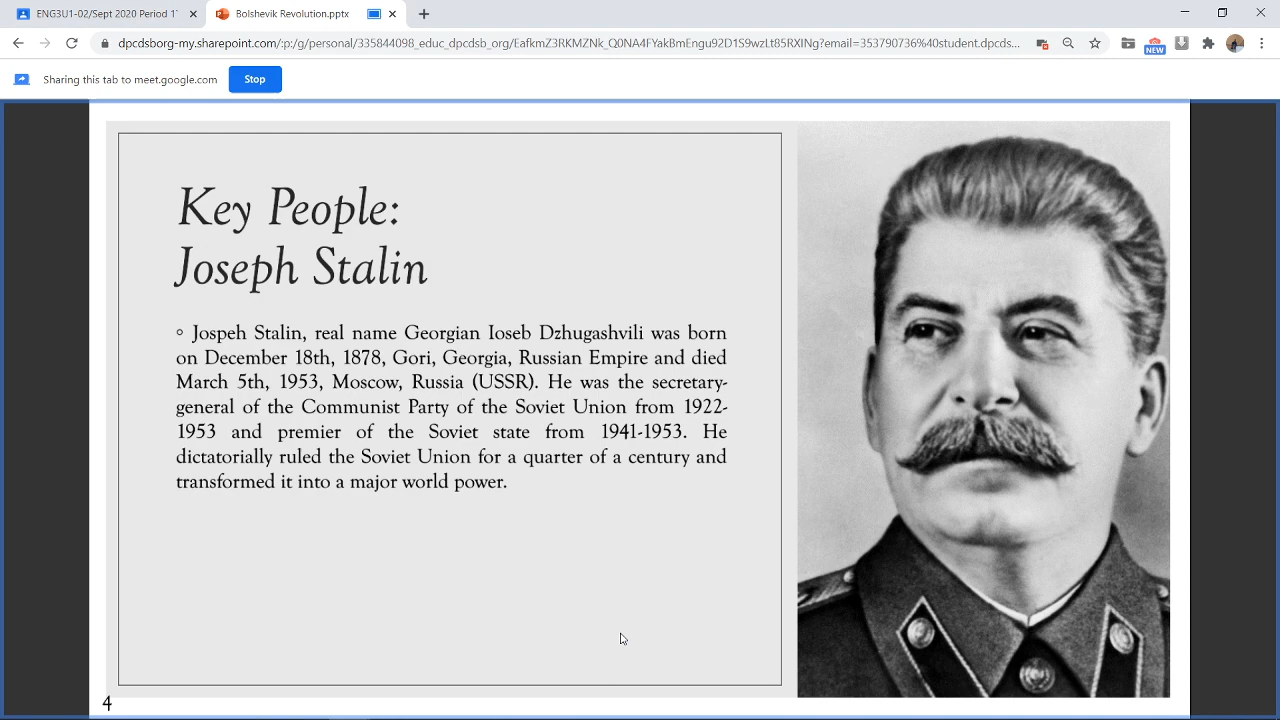 ENG3U1-02/Sept 2020 Period 1
Bolshevik Revolution.pptx
dpcdsborg-my.sharepoint.com/:p:/g/personal/335844098_educ_dpcdsb_org/EafkmZ3RKMZNk_Q0NA4FYakBmEngu92D1S9wzLt85RXlNg?email=353790736%40student.dpcds...
NEW
Sharing this tab to meet.google.com
Stop
Key People:
Joseph Stalin
Jospeh Stalin, real name Georgian Ioseb Dzhugashvili was born
on December 18th, 1878, Gori, Georgia, Russian Empire and died
March 5th, 1953, Moscow, Russia (USSR). He was the secretary-
general of the Communist Party of the Soviet Union from 1922-
1953 and premier of the Soviet state from 1941-1953. He
dictatorially ruled the Soviet Union for a quarter of a century and
transformed it into a major world power.
4